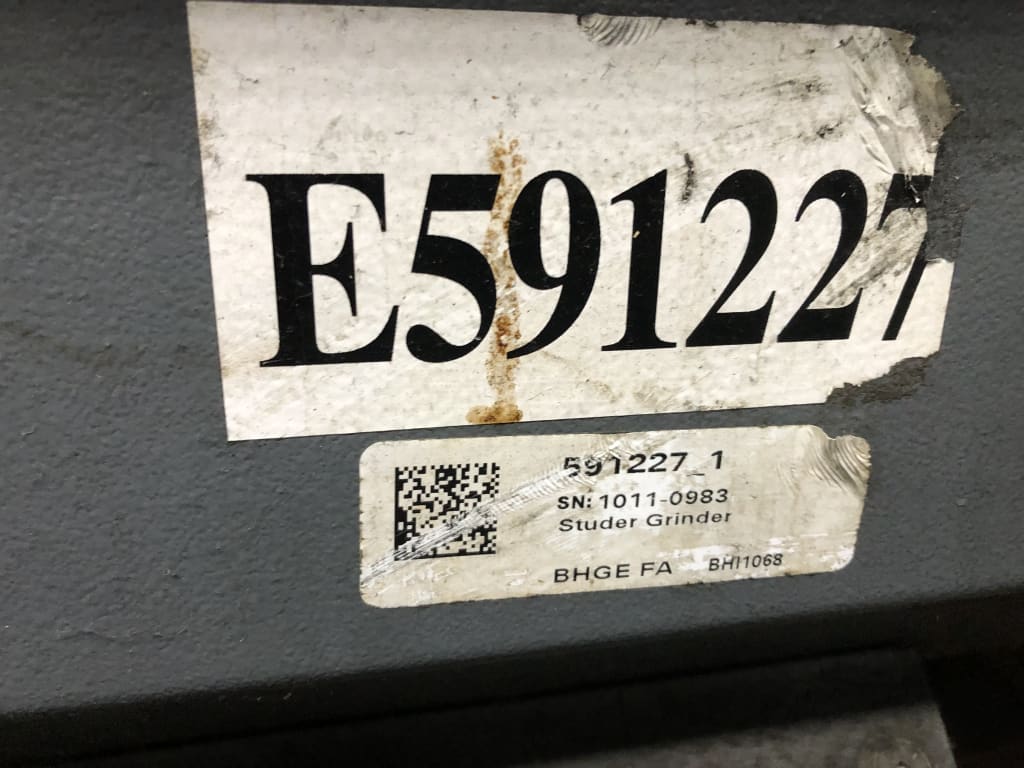 E591227
591227_1
SN: 1011-0983
Studer Grinder
BHGE FA BHI1068